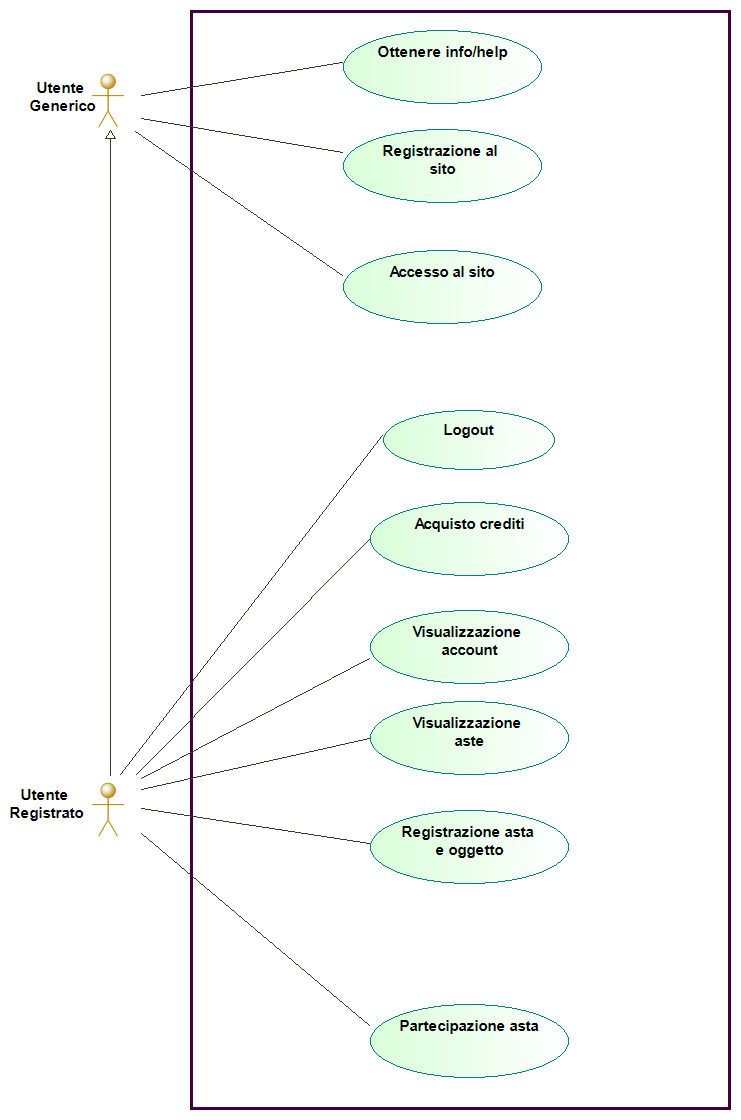 Ottenere info/help
Utente
Generico
Registrazione al
sito
Accesso al sito
Logout
Acquisto crediti
Visualizzazione
account
Visualizzazione
aste
Utente
Registrato
Registrazione asta
e oggetto
Partecipazione asta